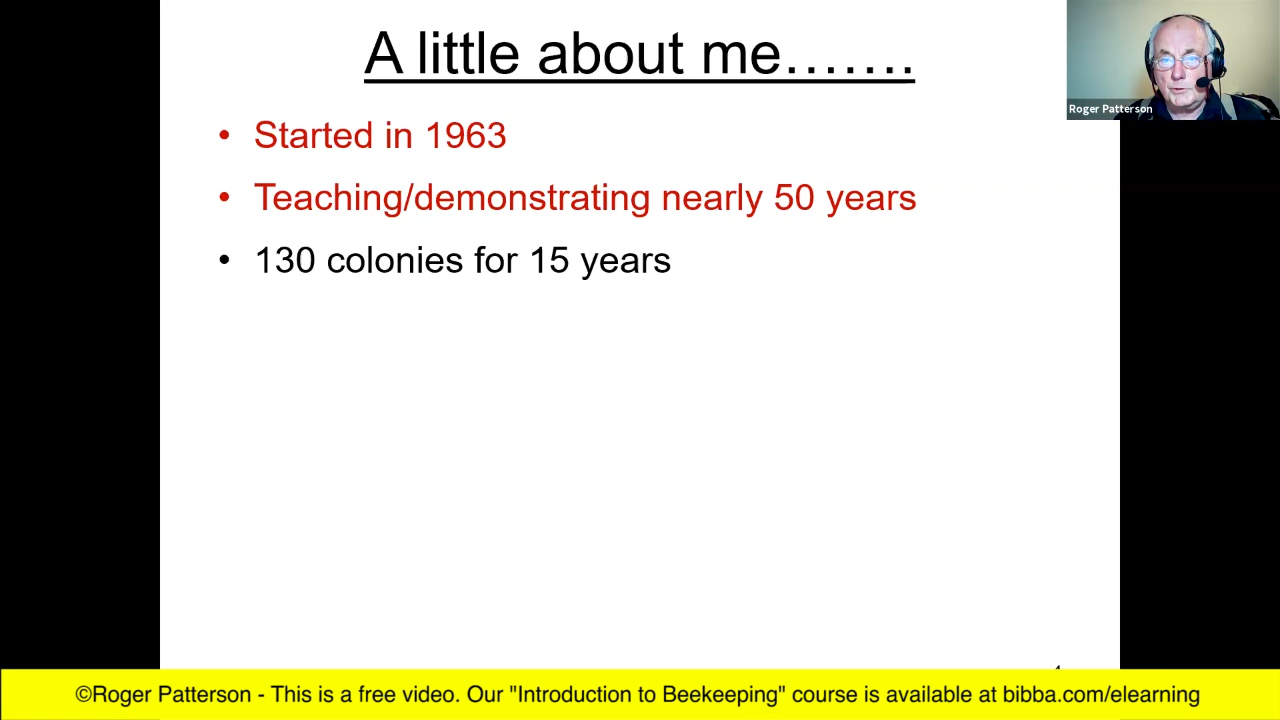 A little about me…….
Roger Patterson
• Started in 1963
• Teaching/demonstrating nearly 50 years
• 130 colonies for 15 years
©Roger Patterson - This is a free video. Our "Introduction to Beekeeping" course is available at bibba.com/elearning